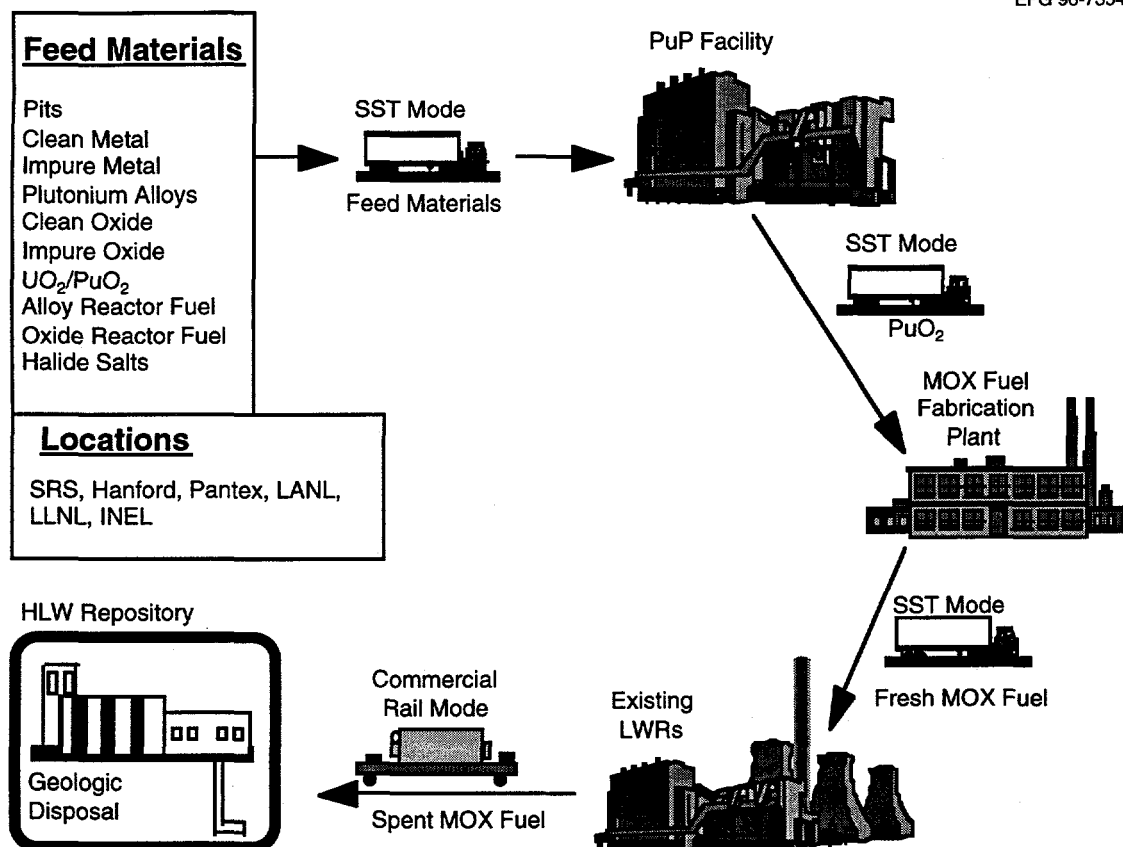 Feed Materials
Pits
Clean Metal
Impure Metal
Plutonium Alloys
Clean Oxide
Impure Oxide
UO₂/PuO₂
Alloy Reactor Fuel
Oxide Reactor Fuel
Halide Salts
Locations
SRS, Hanford, Pantex, LANL,
LLNL, INEL
SST Mode
Feed Materials
PuP Facility
SST Mode
PuO₂
MOX Fuel
Fabrication
Plant
SST Mode
Fresh MOX Fuel
Existing
LWRs
Commercial
Rail Mode
Spent MOX Fuel
HLW Repository
Geologic
Disposal